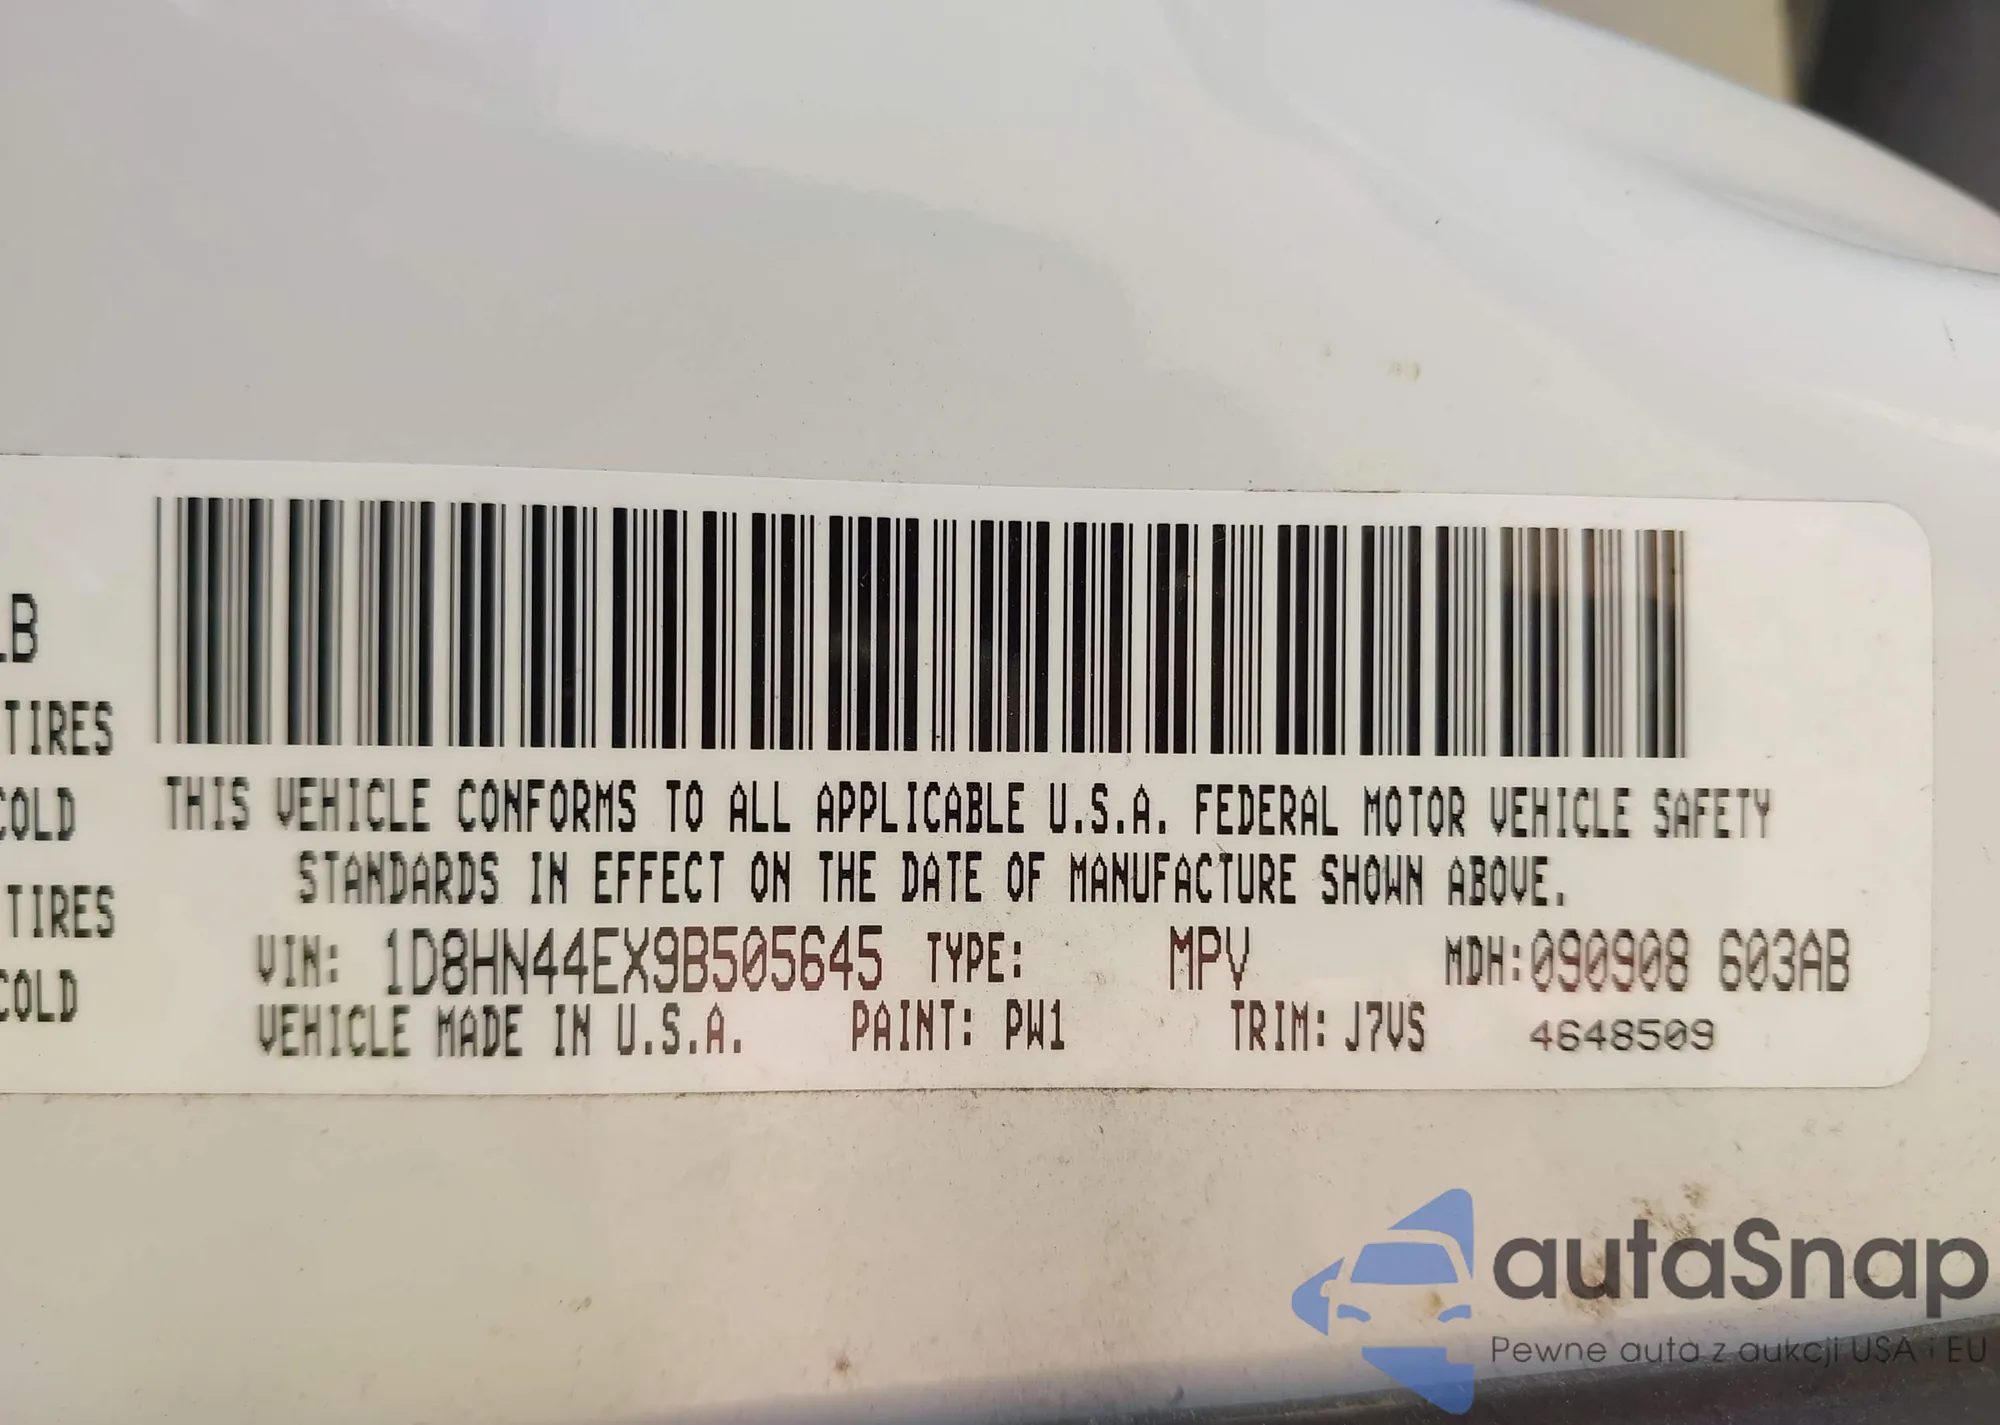 LB
TIRES
COLD
TIRES
COLD
THIS VEHICLE CONFORMS TO ALL APPLICABLE U.S.A. FEDERAL MOTOR VEHICLE SAFETY
STANDARDS IN EFFECT ON THE DATE OF MANUFACTURE SHOWN ABOVE.
VIN: 1D8HN44EX9B505645 TYPE: MPV MDH:090908 603AB
VEHICLE MADE IN U.S.A. PAINT: PW1 TRIM: J7VS 4648509
autaSnap
Pewne auta z aukcji USA i EU